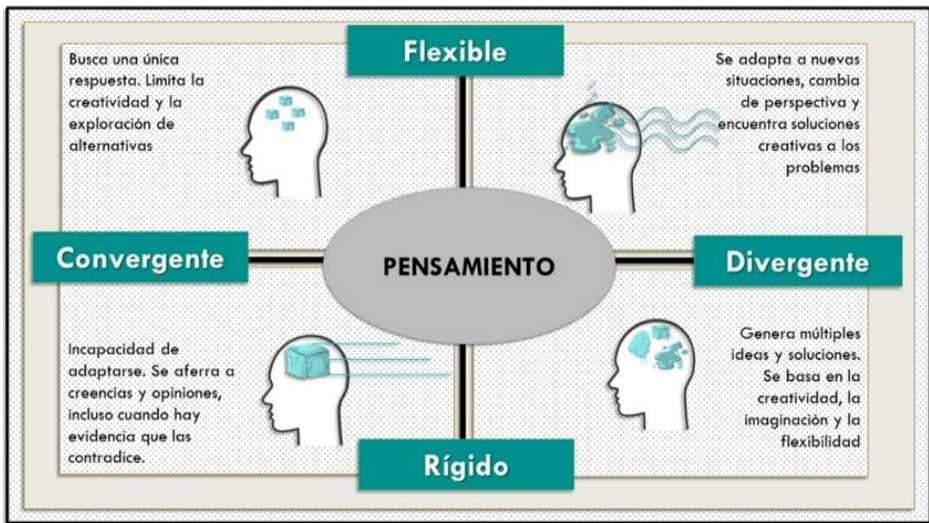 Flexible
Busca una única
respuesta. Limita la
creatividad y la
exploración de
alternativas
Se adapta a nuevas
situaciones, cambia
de perspectiva y
encuentra soluciones
creativas a los
problemas
Convergente
PENSAMIENTO
Divergente
Incapacidad de
adaptarse. Se aferra a
creencias y opiniones,
incluso cuando hay
evidencia que las
contradice.
Genera múltiples
ideas y soluciones.
Se basa en la
creatividad, la
imaginación y la
flexibilidad
Rígido